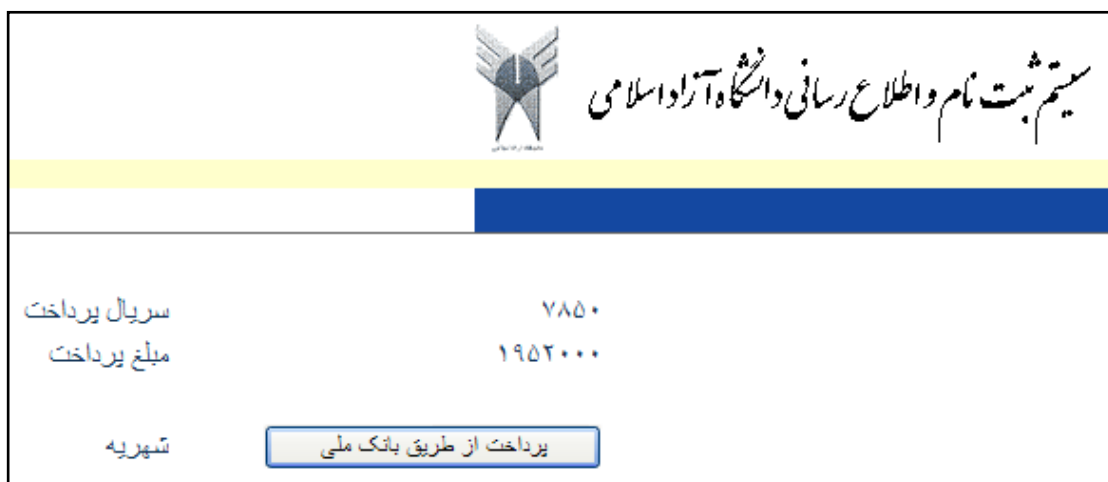 سیستم ثبت نام و اطلاع رسانی دانشگاه آزاد اسلامی
سریال پرداخت ۷۸۵۰
مبلغ پرداخت ۱۹۵۲۰۰۰
شهریه پرداخت از طریق بانک ملی